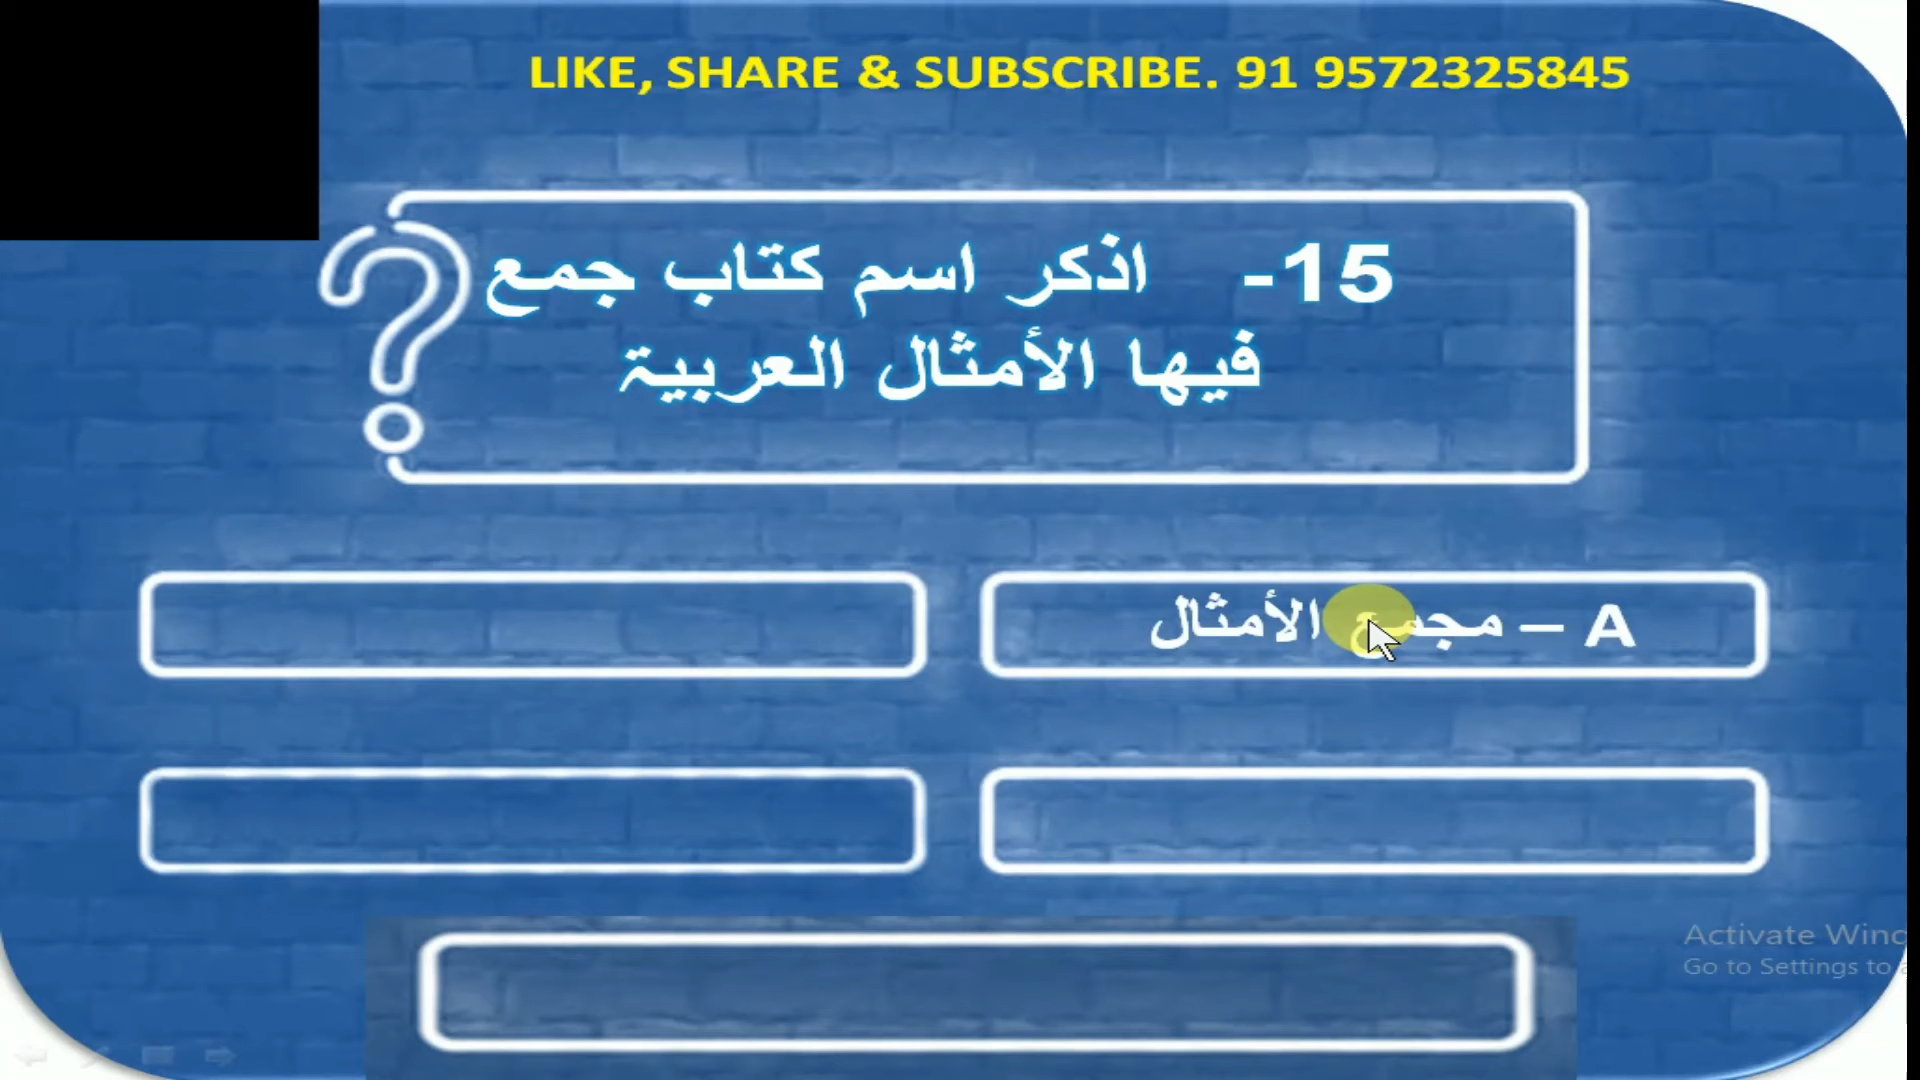 LIKE, SHARE & SUBSCRIBE. 91 9572325845
15- اذكر اسم كتاب جمع
فيها الأمثال العربية
A – مجمع الأمثال
Activate Wind
Go to Settings to a